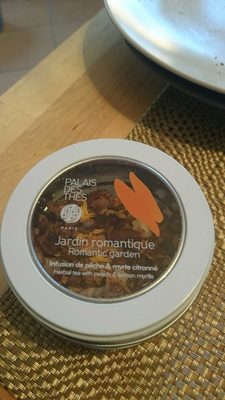 PALAIS
DES
THÉS
PARIS
Jardin romantique
Romantic garden
Infusion de pêche & myrte citronné
Herbal tea with peach & lemon myrtle